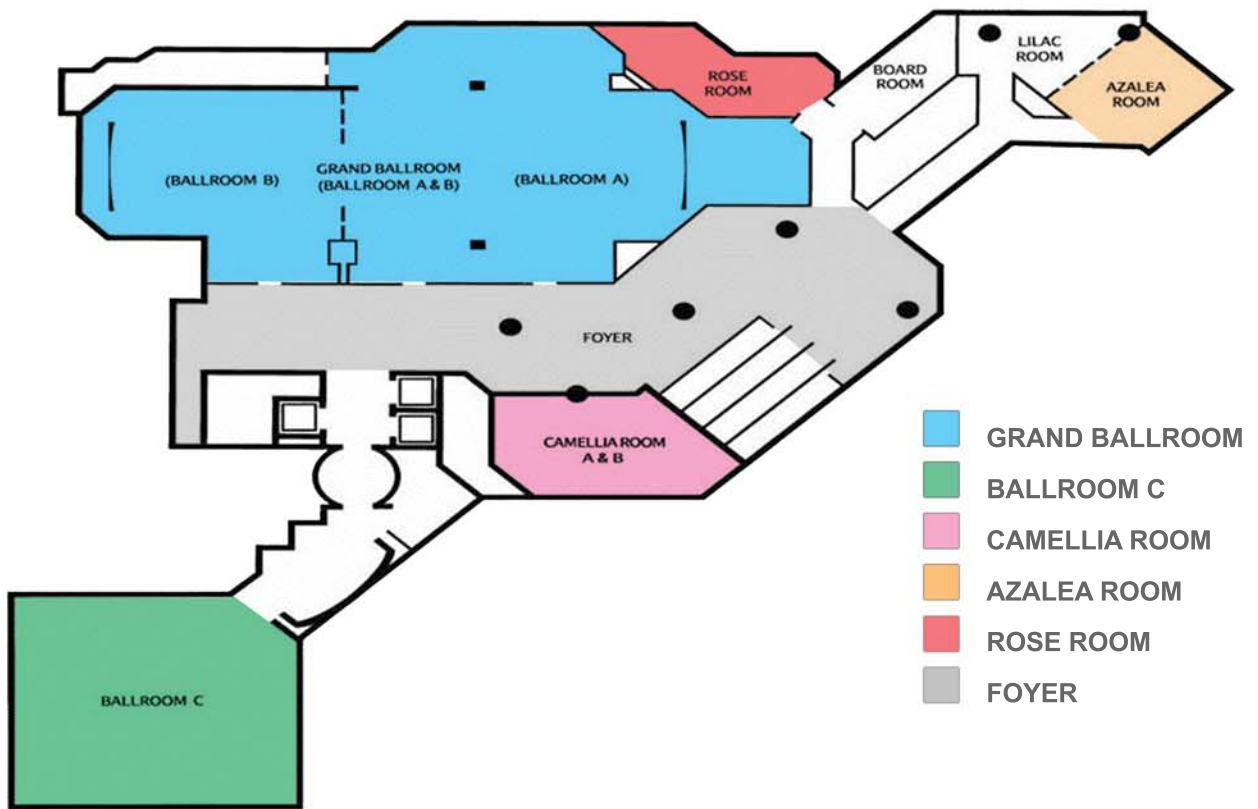 ROSE
ROOM
BOARD
ROOM
LILAC
ROOM
AZALEA
ROOM
(BALLROOM B)
GRAND BALLROOM
(BALLROOM A & B)
(BALLROOM A)
FOYER
CAMELLIA ROOM
A & B
BALLROOM C
GRAND BALLROOM
BALLROOM C
CAMELLIA ROOM
AZALEA ROOM
ROSE ROOM
FOYER